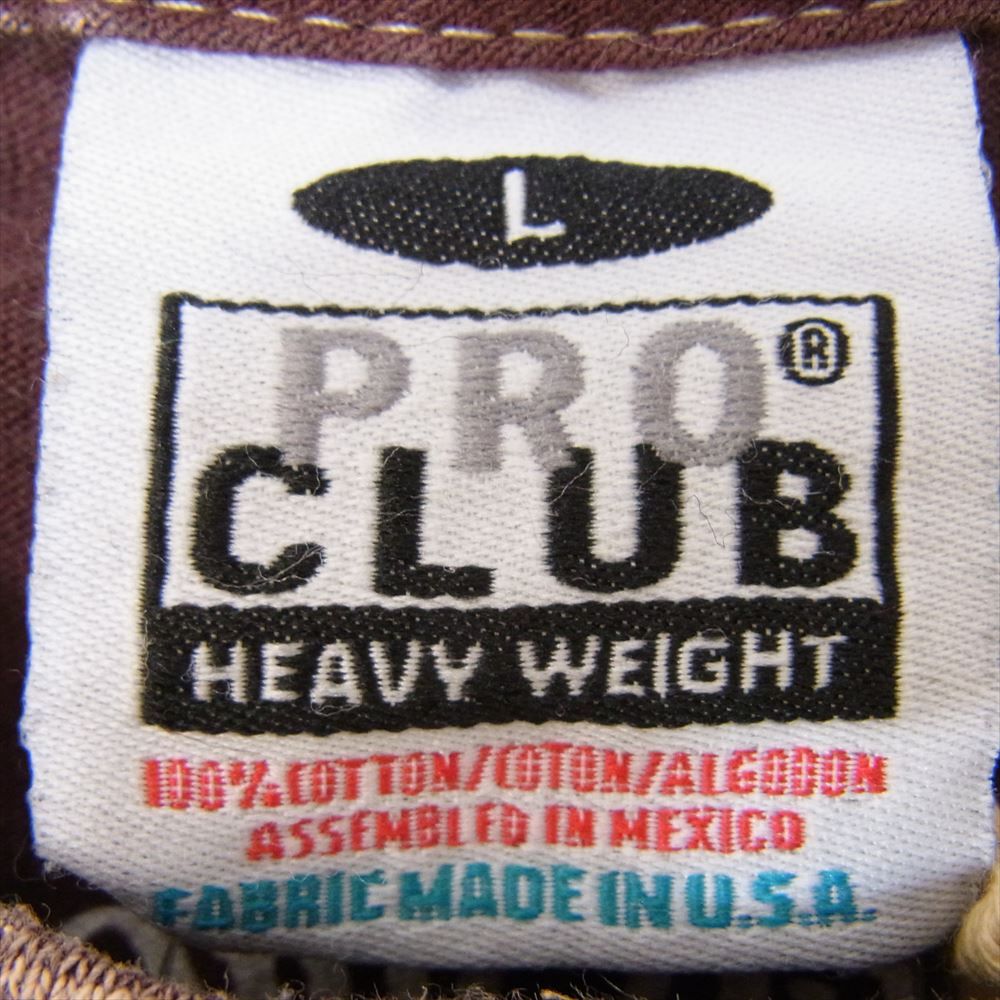 L
PRO ®
CLUB
HEAVY WEIGHT
100% COTTON/COTON/ALGODON
ASSEMBLED IN MEXICO
FABRIC MADE IN U.S.A.